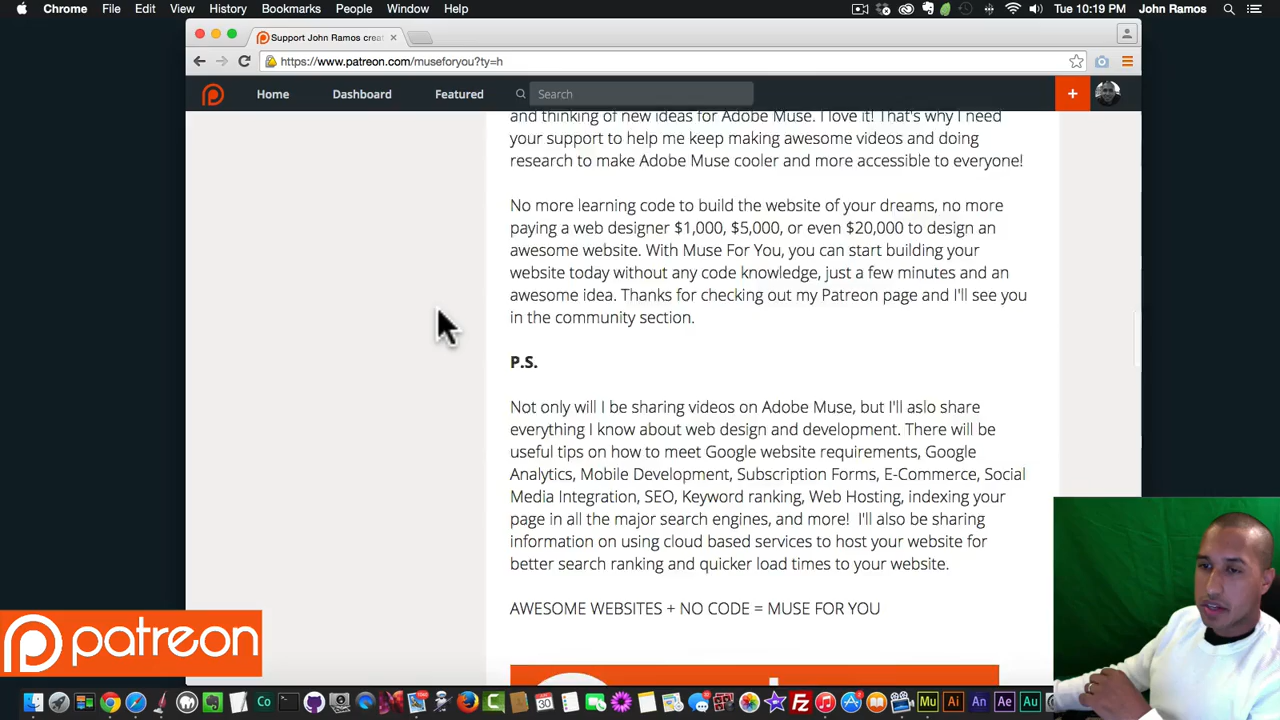 Chrome File Edit View History Bookmarks People Window Help Tue 10:19 PM John Ramos
Support John Ramos crea
https://www.patreon.com/museforyou?ty=h
Home Dashboard Featured Search
and thinking of new ideas for Adobe Muse. I love it! That's why I need
your support to help me keep making awesome videos and doing
research to make Adobe Muse cooler and more accessible to everyone!
No more learning code to build the website of your dreams, no more
paying a web designer $1,000, $5,000, or even $20,000 to design an
awesome website. With Muse For You, you can start building your
website today without any code knowledge, just a few minutes and an
awesome idea. Thanks for checking out my Patreon page and I'll see you
in the community section.
P.S.
Not only will I be sharing videos on Adobe Muse, but I'll aslo share
everything I know about web design and development. There will be
useful tips on how to meet Google website requirements, Google
Analytics, Mobile Development, Subscription Forms, E-Commerce, Social
Media Integration, SEO, Keyword ranking, Web Hosting, indexing your
page in all the major search engines, and more! I'll also be sharing
information on using cloud based services to host your website for
better search ranking and quicker load times to your website.
AWESOME WEBSITES + NO CODE = MUSE FOR YOU
patreon
Co 30 Fz Mu Ai An Ae Au